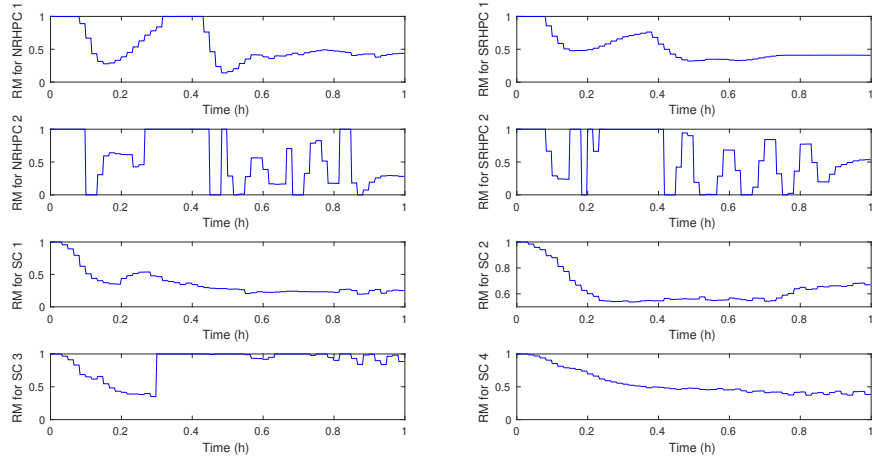 RM for NRHPC 1
1
0.5
0
0 0.2 0.4 0.6 0.8 1
Time (h)
RM for SRHPC 1
1
0.5
0
0 0.2 0.4 0.6 0.8 1
Time (h)
RM for NRHPC 2
1
0.5
0
0 0.2 0.4 0.6 0.8 1
Time (h)
RM for SRHPC 2
1
0.5
0
0 0.2 0.4 0.6 0.8 1
Time (h)
RM for SC 1
1
0.5
0
0 0.2 0.4 0.6 0.8 1
Time (h)
RM for SC 2
1
0.8
0.6
0 0.2 0.4 0.6 0.8 1
Time (h)
RM for SC 3
1
0.5
0
0 0.2 0.4 0.6 0.8 1
Time (h)
RM for SC 4
1
0.5
0
0 0.2 0.4 0.6 0.8 1
Time (h)